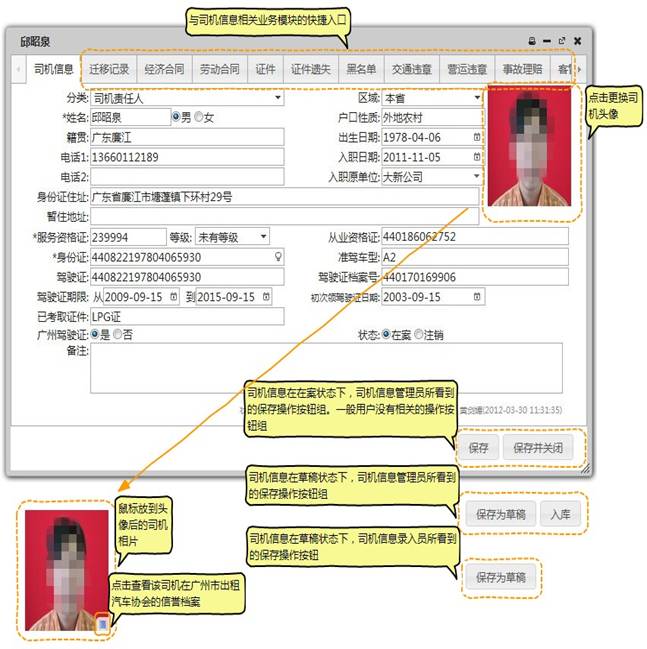 与司机信息相关业务模块的快捷入口
邱昭泉
司机信息 迁移记录 经济合同 劳动合同 证件 证件遗失 黑名单 交通违章 营运违章 事故理赔
分类: 司机责任人 区域: 本省
点击更换司
机头像
*姓名: 邱昭泉 男 女 户口性质: 外地农村
籍贯: 广东廉江 出生日期: 1978-04-06
电话1: 13660112189 入职日期: 2011-11-05
电话2: 入职原单位: 大新公司
身份证住址: 广东省廉江市塘蓬镇下环村29号
暂住地址:
*服务资格证: 239994 等级: 未有等级 从业资格证: 440186062752
*身份证: 440822197804065930 准驾车型: A2
驾驶证: 440822197804065930 驾驶证档案号: 440170169906
驾驶证期限: 从 2009-09-15 到 2015-09-15 初次领驾驶证日期: 2003-09-15
已考取证件: LPG证
广州驾驶证: 是 否 状态: 在案 注销
备注:
司机信息在在案状态下，司机信息管理员所看到
的保存操作按钮组。一般用户没有相关的操作按
钮组
(2012-03-30 11:31:35)
保存 保存并关闭
司机信息在草稿状态下，司机信息管理员所看到
的保存操作按钮组
保存为草稿 入库
鼠标放到头
像后的司机
相片
司机信息在草稿状态下，司机信息录入员所看到
的保存操作按钮
保存为草稿
点击查看该司机在广州市出租
汽车协会的信誉档案